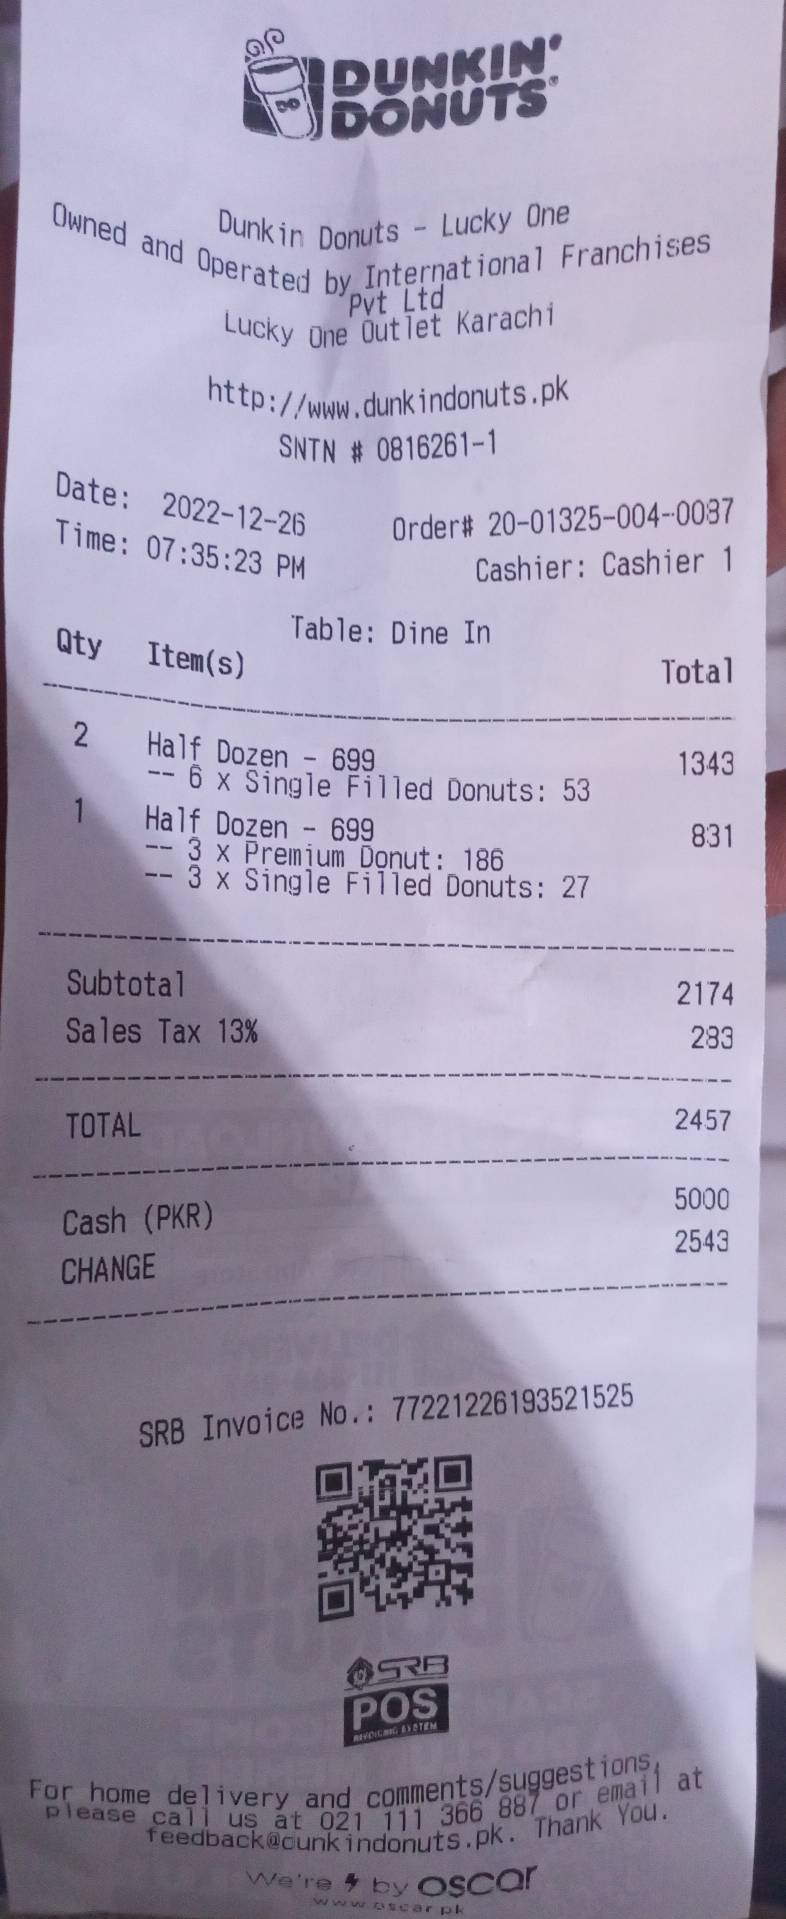 DUNKIN'
DONUTS®
Dunkin Donuts - Lucky One
Owned and Operated by International Franchises
Pvt Ltd
Lucky One Outlet Karachi
http://www.dunkindonuts.pk
SNTN # 0816261-1
Date: 2022-12-26 Order# 20-01325-004-0087
Time: 07:35:23 PM Cashier: Cashier 1
Table: Dine In
Qty Item(s) Total
2 Half Dozen - 699 1343
-- 6 x Single Filled Donuts: 53
1 Half Dozen - 699 831
-- 3 x Premium Donut: 186
-- 3 x Single Filled Donuts: 27
Subtotal 2174
Sales Tax 13% 283
TOTAL 2457
Cash (PKR) 5000
CHANGE 2543
SRB Invoice No.: 77221226193521525
SRB
POS
INVOICING SYSTEM
For home delivery and comments/suggestions,
please call us at 021 111 366 887 or email at
feedback@dunkindonuts.pk. Thank You.
We're by oscar
www.oscar.pk